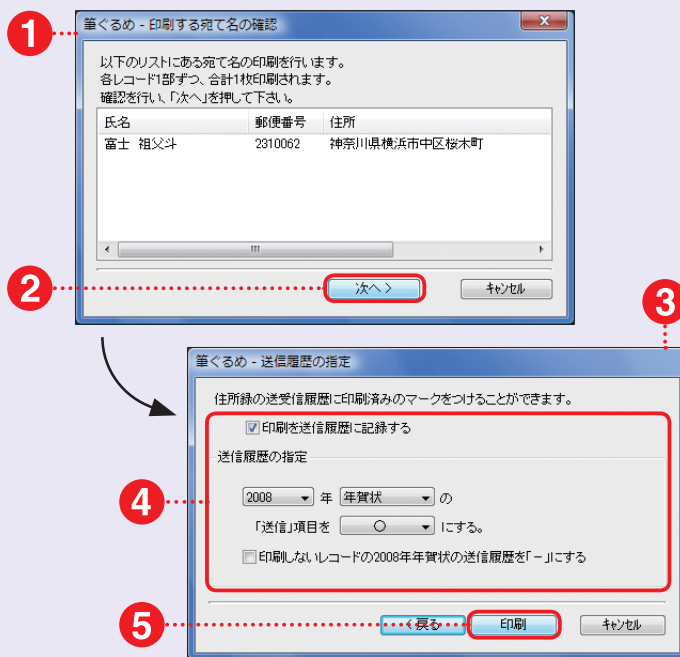 1
筆ぐるめ - 印刷する宛て名の確認
以下のリストにある宛て名の印刷を行います。
各レコード1部ずつ、合計1枚印刷されます。
確認を行い、「次へ」を押して下さい。
氏名 郵便番号 住所
富士 祖父斗 2310062 神奈川県横浜市中区桜木町
2
次へ > キャンセル
3
筆ぐるめ - 送信履歴の指定
住所録の送受信履歴に印刷済みのマークをつけることができます。
印刷を送信履歴に記録する
送信履歴の指定
4
2008 年 年賀状 の
「送信」項目を ○ にする。
印刷しないレコードの2008年年賀状の送信履歴を「-」にする
5
< 戻る 印刷 キャンセル